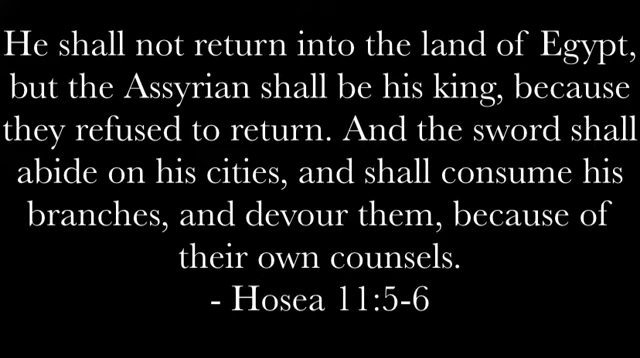 He shall not return into the land of Egypt,
but the Assyrian shall be his king, because
they refused to return. And the sword shall
abide on his cities, and shall consume his
branches, and devour them, because of
their own counsels.
- Hosea 11:5-6